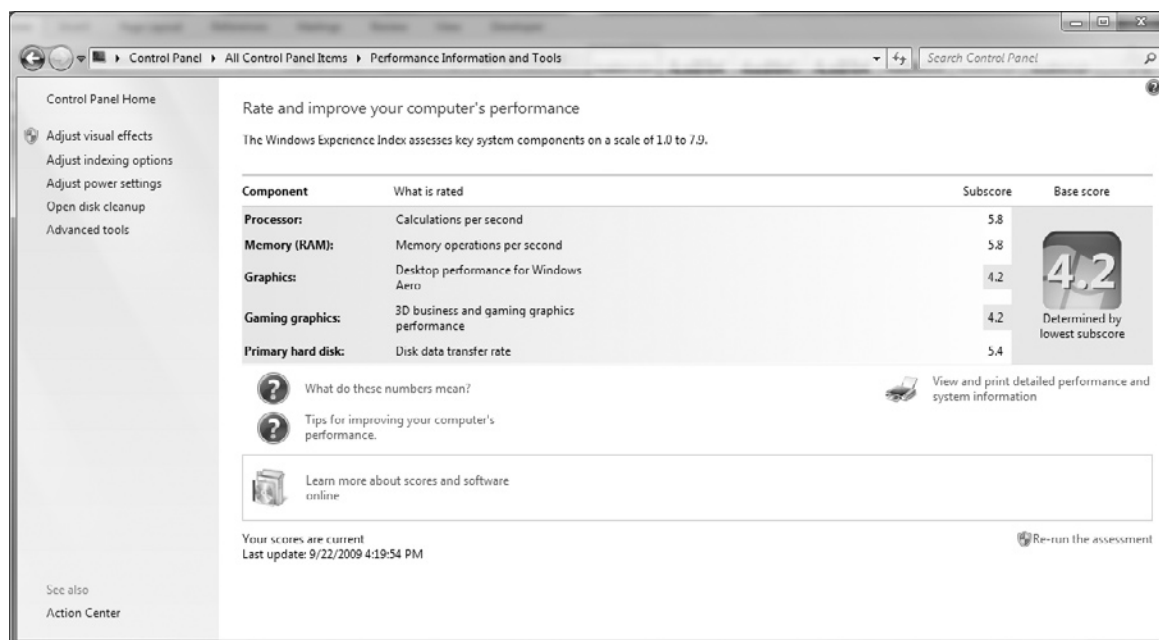 Control Panel ▸ All Control Panel Items ▸ Performance Information and Tools
Search Control Panel
Control Panel Home
Adjust visual effects
Adjust indexing options
Adjust power settings
Open disk cleanup
Advanced tools
See also
Action Center
Rate and improve your computer's performance
The Windows Experience Index assesses key system components on a scale of 1.0 to 7.9.
Component What is rated Subscore Base score
Processor: Calculations per second 5.8
Memory (RAM): Memory operations per second 5.8
Graphics: Desktop performance for Windows
Aero 4.2
Gaming graphics: 3D business and gaming graphics
performance 4.2
Primary hard disk: Disk data transfer rate 5.4
4.2
Determined by
lowest subscore
What do these numbers mean?
Tips for improving your computer's
performance.
View and print detailed performance and
system information
Learn more about scores and software
online
Your scores are current
Last update: 9/22/2009 4:19:54 PM
Re-run the assessment